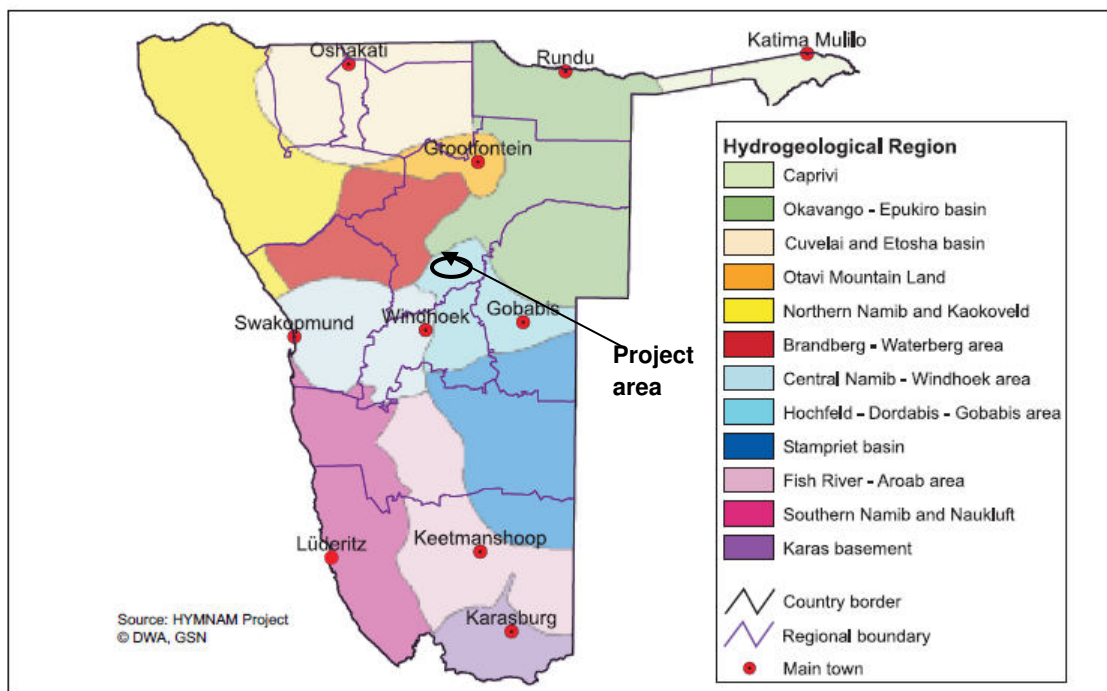 Oshakati
Rundu
Katima Mulilo
Grootfontein
Swakopmund
Windhoek
Gobabis
Project
area
Lüderitz
Keetmanshoop
Karasburg
Source: HYMNAM Project
© DWA, GSN
Hydrogeological Region
Caprivi
Okavango - Epukiro basin
Cuvelai and Etosha basin
Otavi Mountain Land
Northern Namib and Kaokoveld
Brandberg - Waterberg area
Central Namib - Windhoek area
Hochfeld - Dordabis - Gobabis area
Stampriet basin
Fish River - Aroab area
Southern Namib and Naukluft
Karas basement
Country border
Regional boundary
Main town